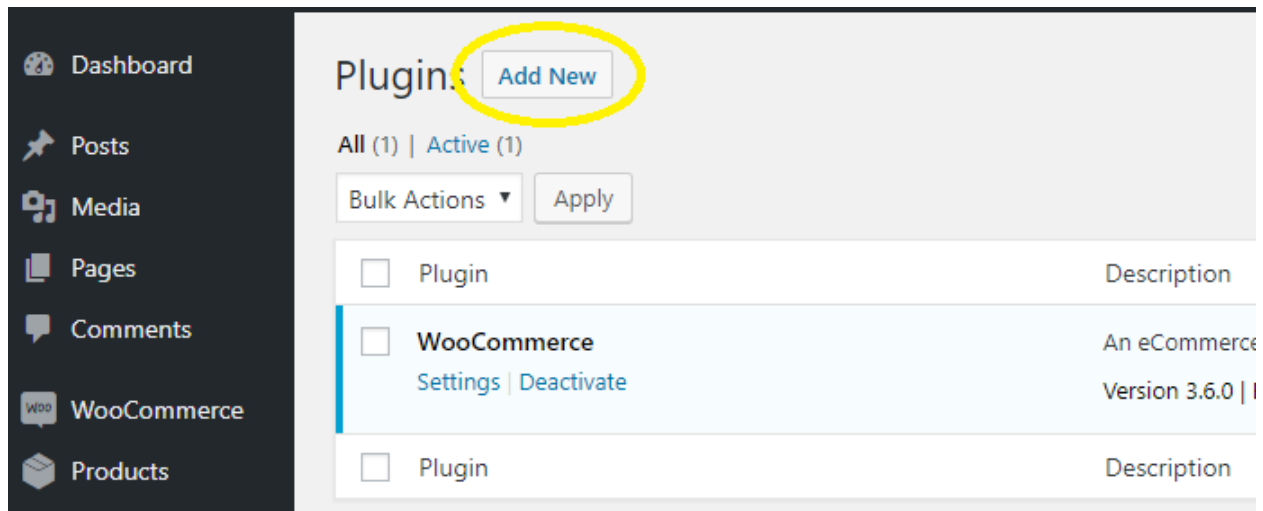 Dashboard
Posts
Media
Pages
Comments
WOO WooCommerce
Products
Plugins Add New
All (1) | Active (1)
Bulk Actions Apply
Plugin Description
WooCommerce An eCommerce
Settings | Deactivate Version 3.6.0 |
Plugin Description